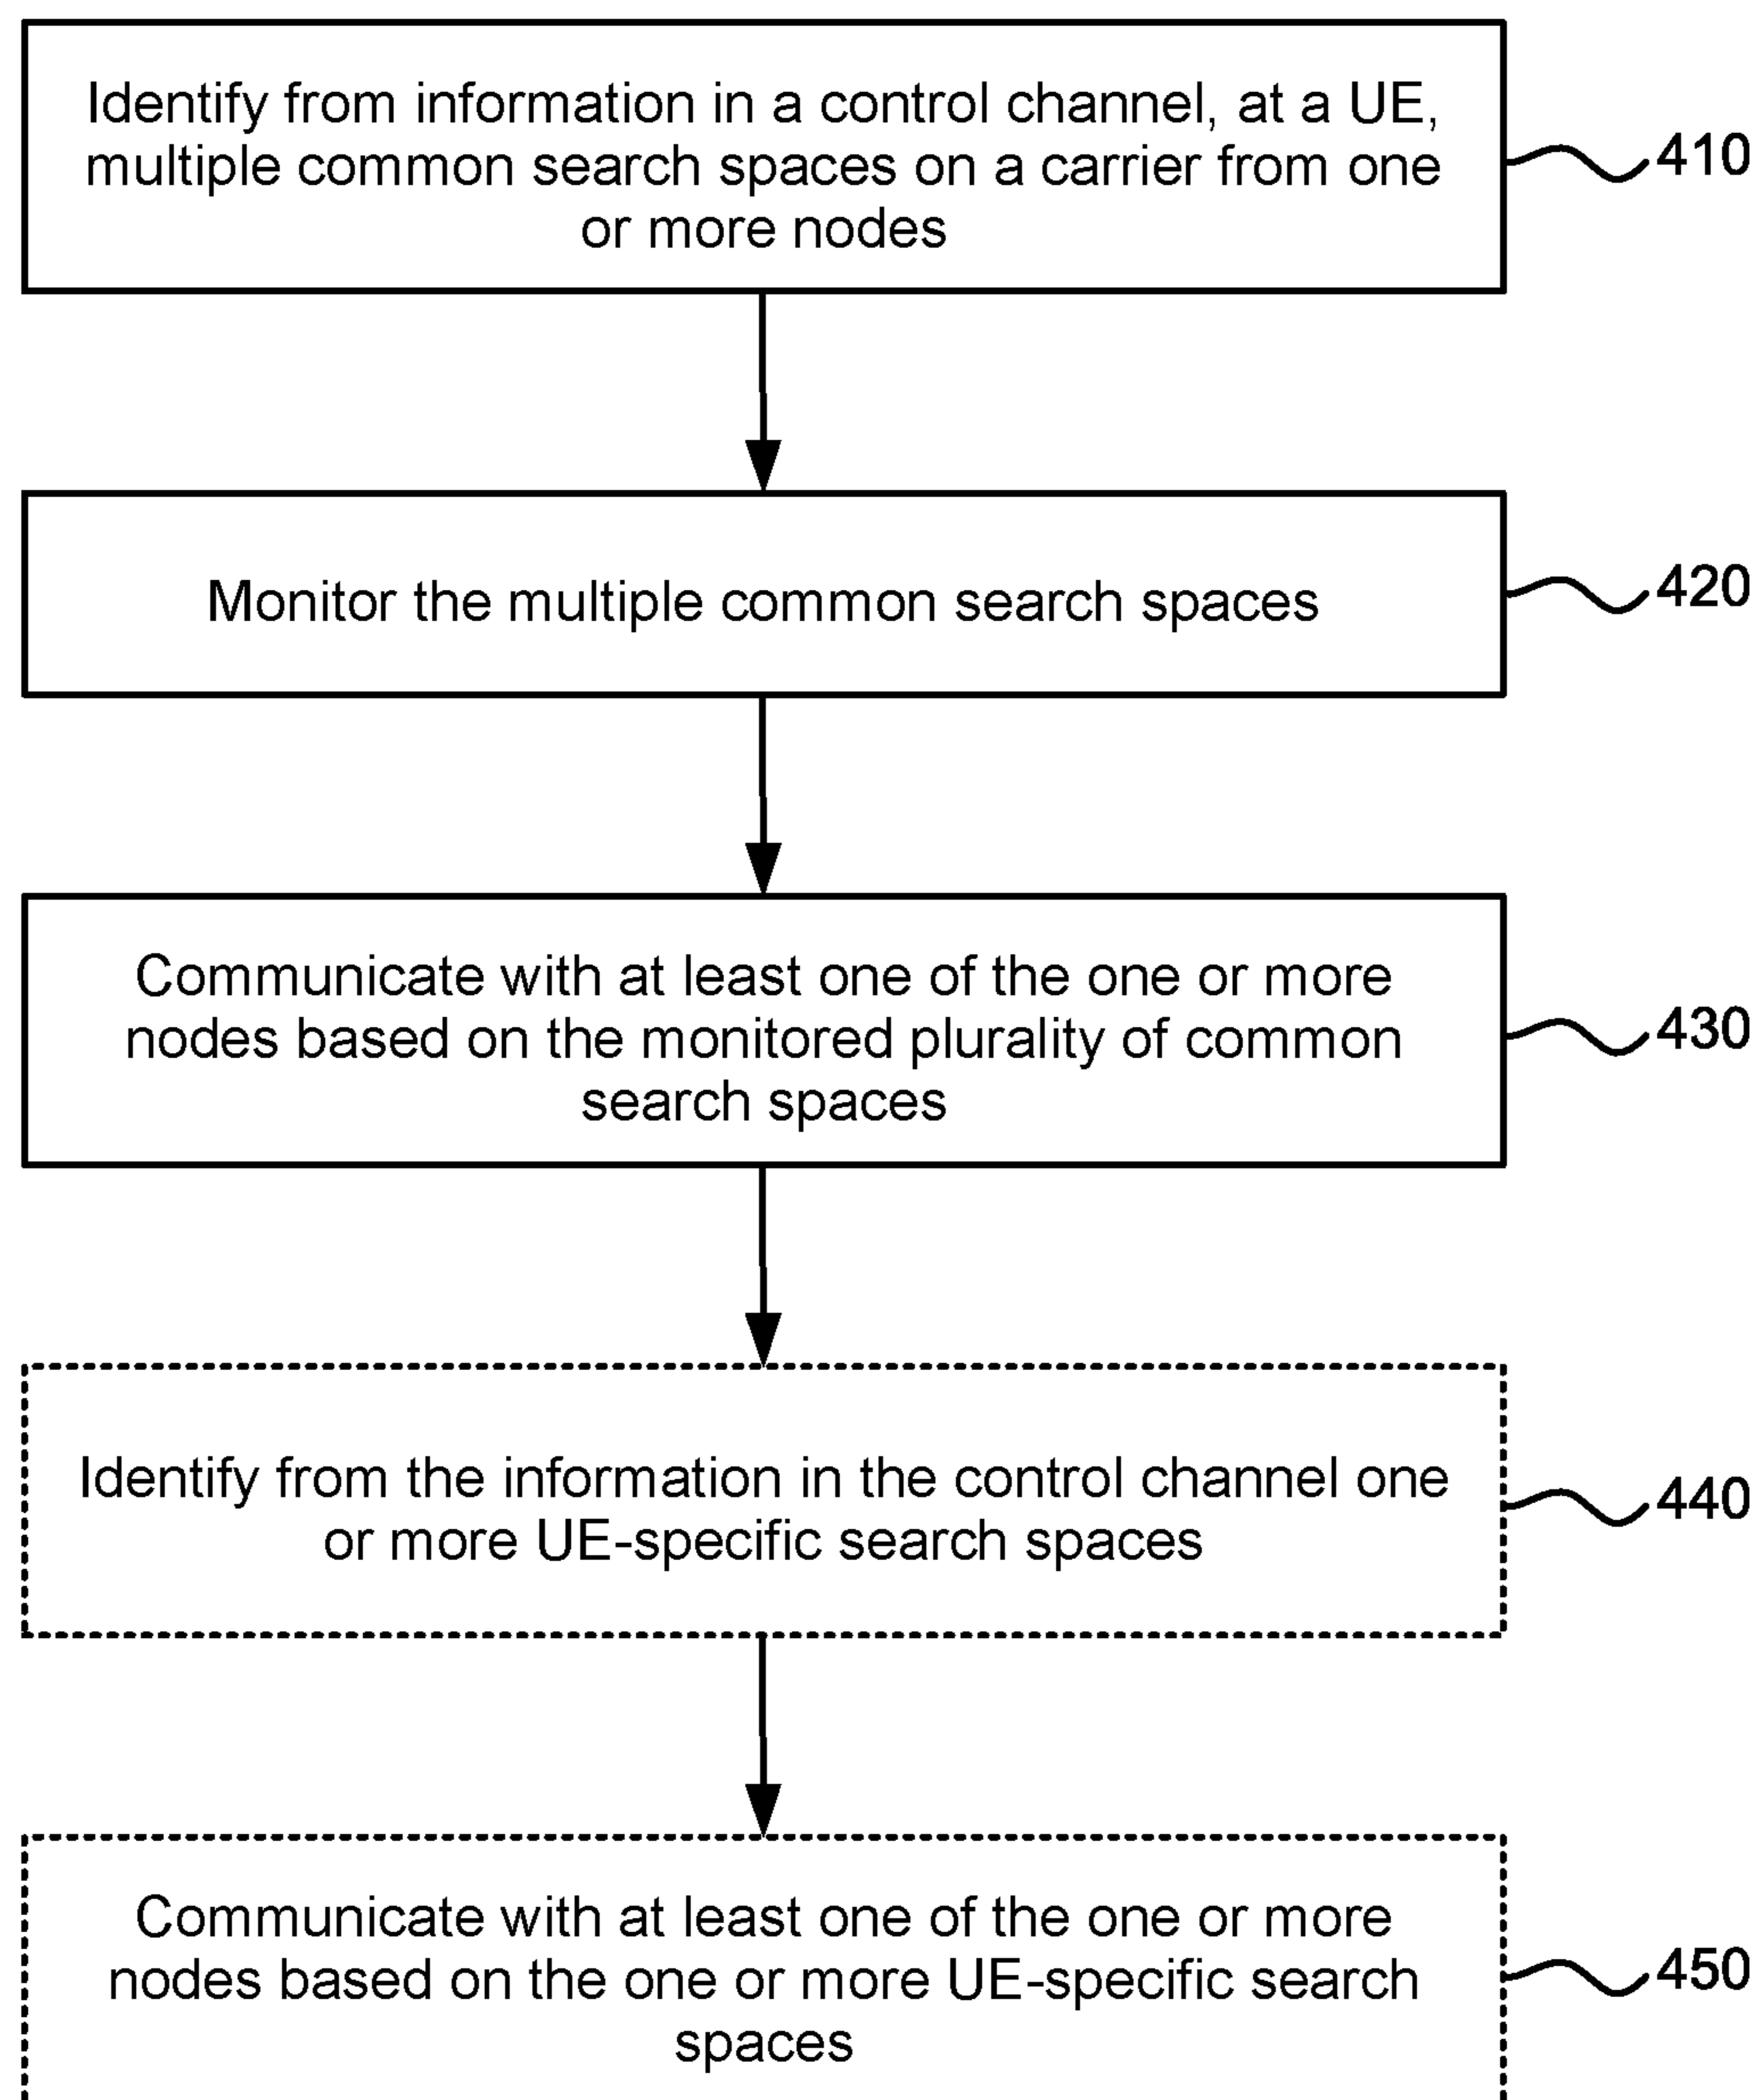 Identify from information in a control channel, at a UE,
multiple common search spaces on a carrier from one
or more nodes
410
Monitor the multiple common search spaces
420
Communicate with at least one of the one or more
nodes based on the monitored plurality of common
search spaces
430
Identify from the information in the control channel one
or more UE-specific search spaces
440
Communicate with at least one of the one or more
nodes based on the one or more UE-specific search
spaces
450